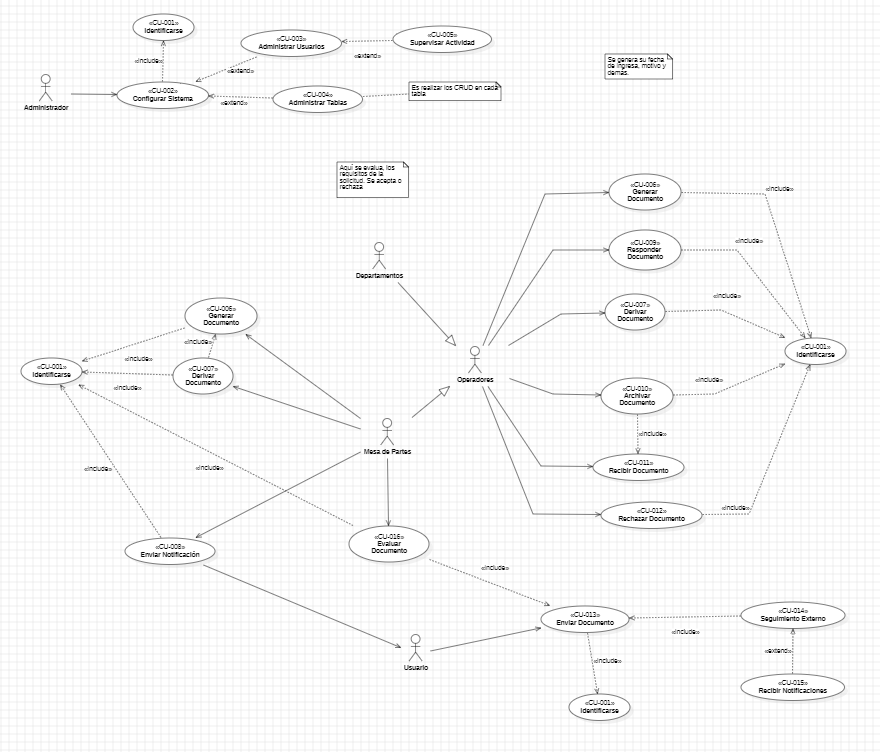 «CU-001»
Identificarse
«include»
«CU-003»
Administrar Usuarios
«CU-005»
Supervisar Actividad
«extend»
«extend»
Administrador
«CU-002»
Configurar Sistema
«extend»
«CU-004»
Administrar Tablas
Es realizar los CRUD en cada
tabla
Se genera su fecha
de ingresa, motivo y
demás.
Aquí se evalua, los
requisitos de la
solicitud. Se acepta o
rechaza
Departamentos
Operadores
«CU-006»
Generar
Documento
«include»
«CU-009»
Responder
Documento
«include»
«CU-007»
Derivar
Documento
«include»
«CU-001»
Identificarse
«CU-010»
Archivar
Documento
«include»
«include»
«CU-011»
Recibir Documento
«CU-012»
Rechazar Documento
«include»
«CU-006»
Generar
Documento
«include»
«include»
«CU-001»
Identificarse
«CU-007»
Derivar
Documento
«include»
Mesa de Partes
«include»
«include»
«CU-008»
Enviar Notificación
«CU-016»
Evaluar
Documento
«include»
Usuario
«CU-013»
Enviar Documento
«include»
«CU-014»
Seguimiento Externo
«extend»
«CU-015»
Recibir Notificaciones
«include»
«CU-001»
Identificarse